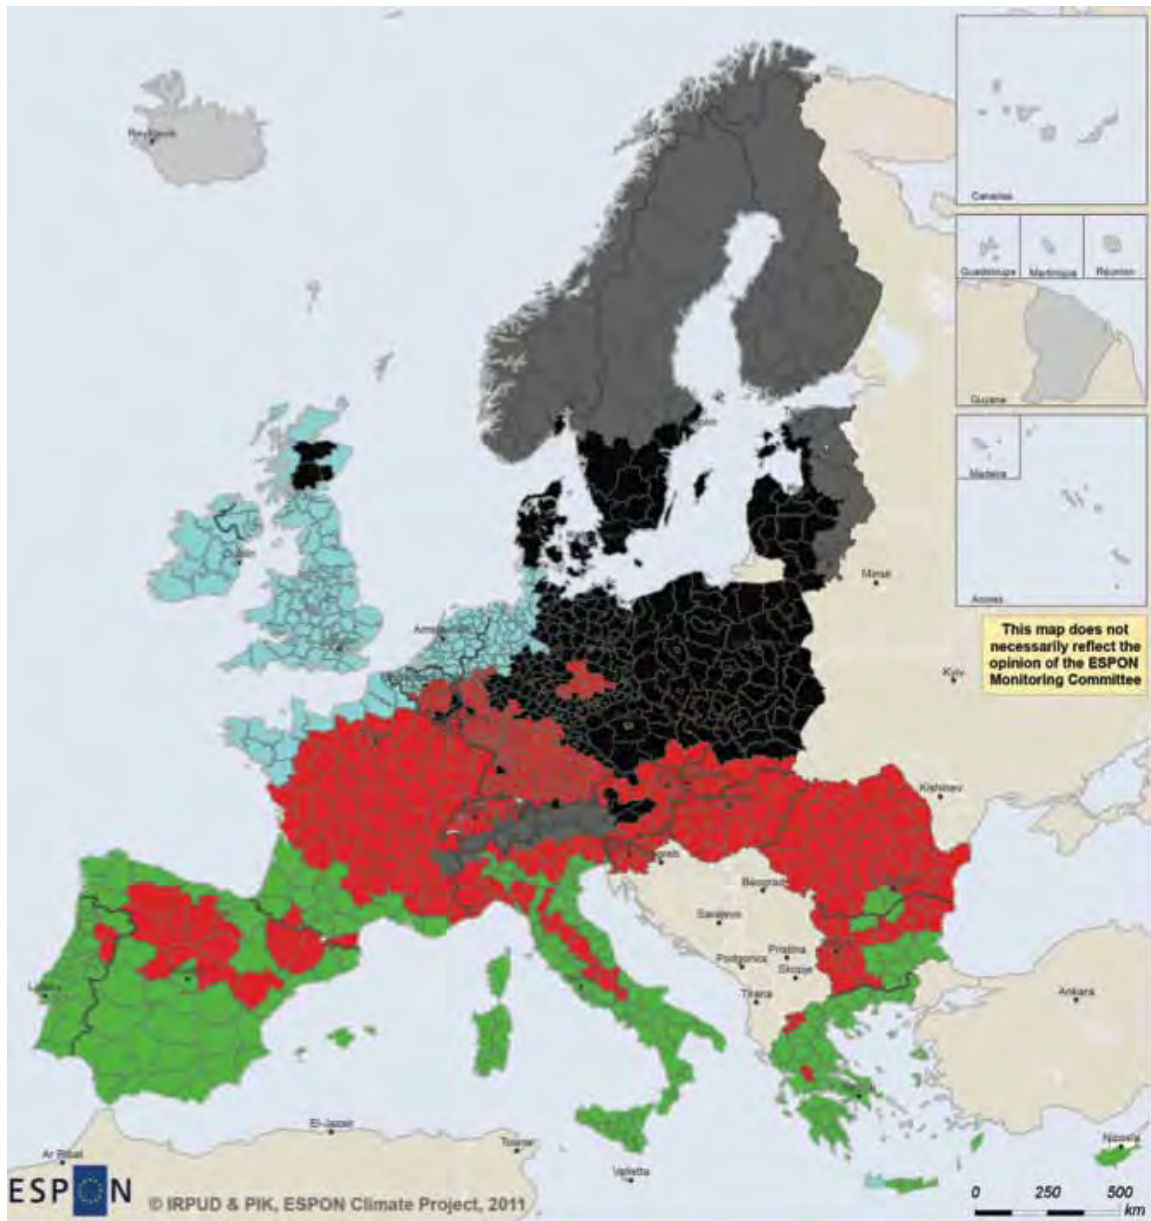 Reykjavik
Canarias
Guadeloupe
Martinique
Réunion
Guyane
Madeira
Acores
This map does not
necessarily reflect the
opinion of the ESPON
Monitoring Committee
Dublin
Minsk
Kyiv
Kishinev
Zagreb
Beograd
Sarajevo
Podgorica
Pristina
Skopje
Tirana
Ankara
El-Jazair
Tounis
Ar Ribat
Valletta
Nicosia
ESPON
© IRPUD & PIK, ESPON Climate Project, 2011
0 250 500
km